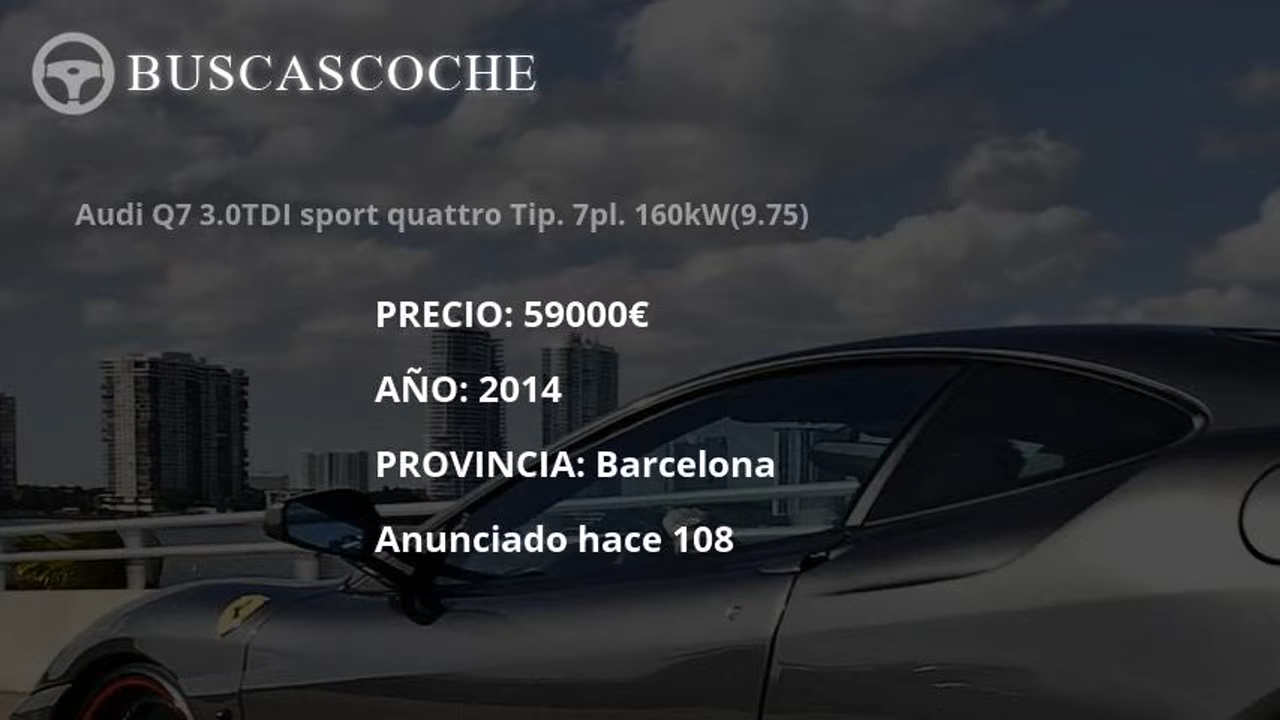 BUSCASCOCHE
Audi Q7 3.0TDI sport quattro Tip. 7pl. 160kW(9.75)
PRECIO: 59000€
AÑO: 2014
PROVINCIA: Barcelona
Anunciado hace 108